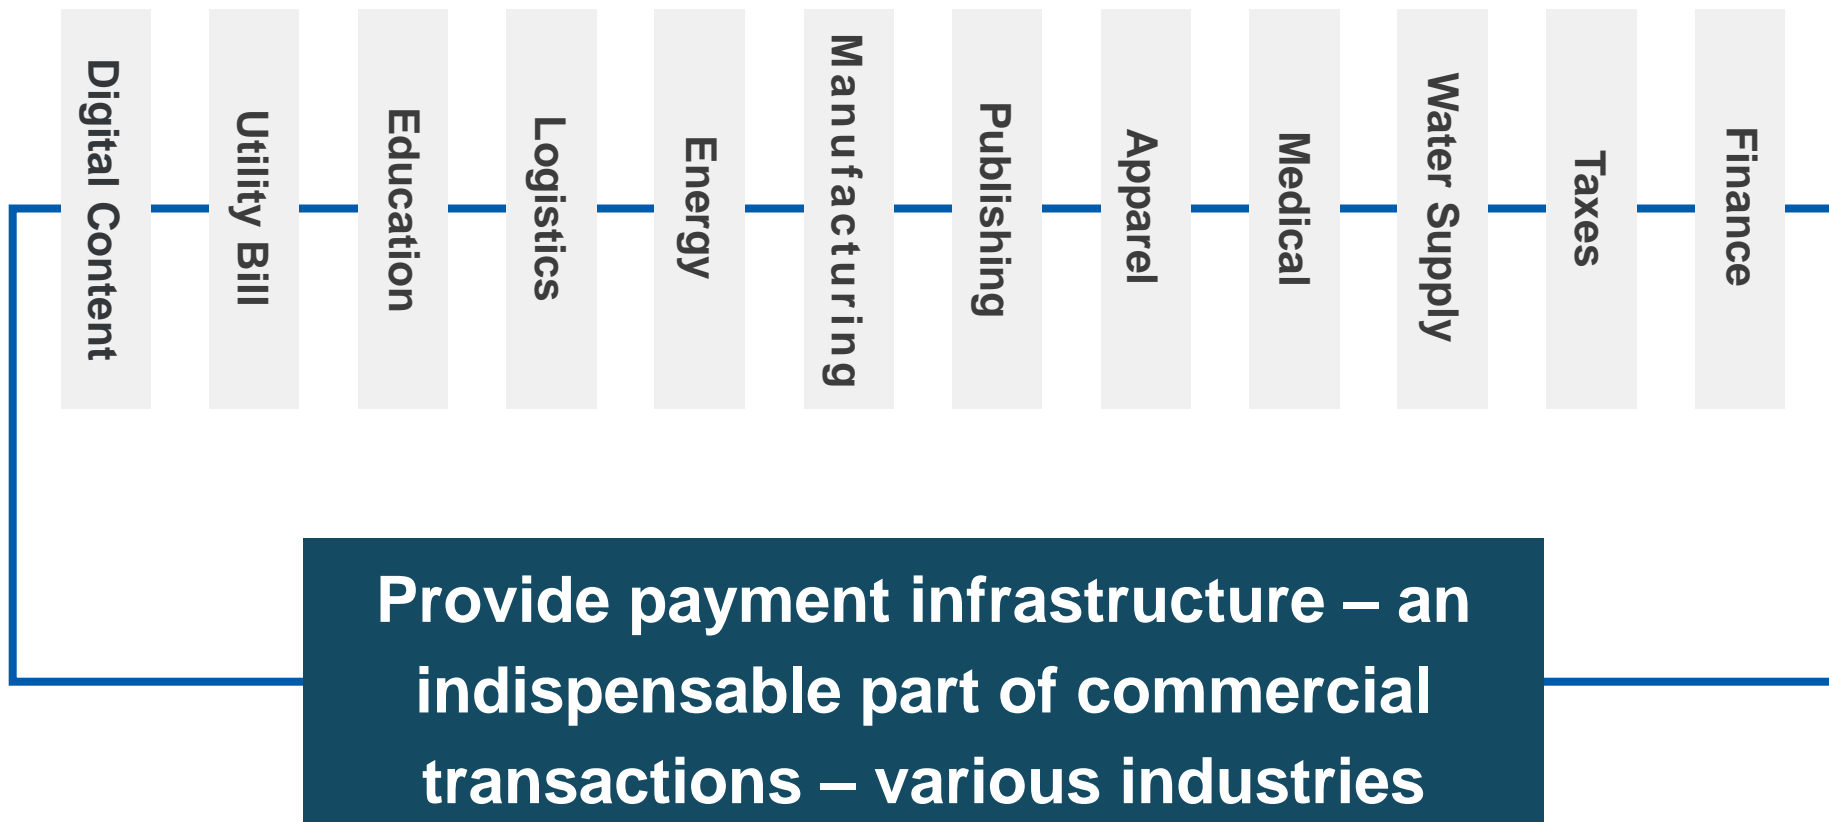 Digital Content
Utility Bill
Education
Logistics
Energy
Manufacturing
Publishing
Apparel
Medical
Water Supply
Taxes
Finance
Provide payment infrastructure – an
indispensable part of commercial
transactions – various industries